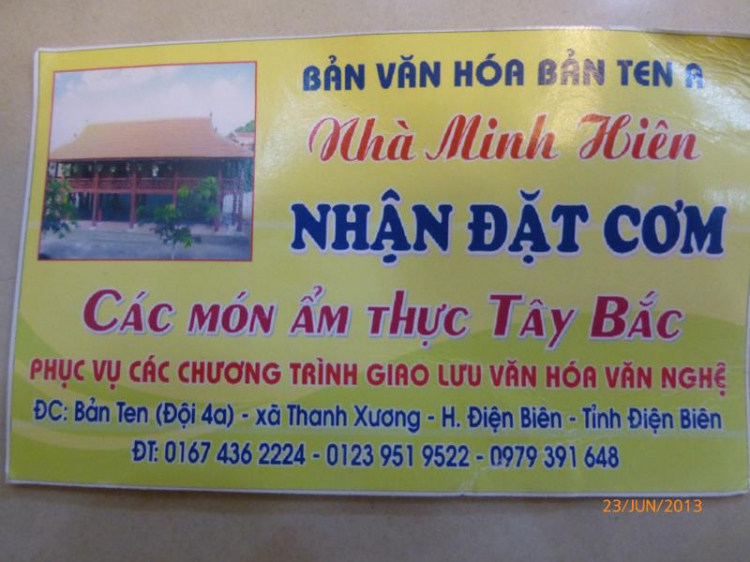 BẢN VĂN HÓA BẢN TEN A
Nhà Minh Hiên
NHẬN ĐẶT CƠM
CÁC MÓN ẨM THỰC TÂY BẮC
PHỤC VỤ CÁC CHƯƠNG TRÌNH GIAO LƯU VĂN HÓA VĂN NGHỆ
ĐC: Bản Ten (Đội 4a) - xã Thanh Xương - H. Điện Biên - Tỉnh Điện Biên
ĐT: 0167 436 2224 - 0123 951 9522 - 0979 391 648
23/JUN/2013